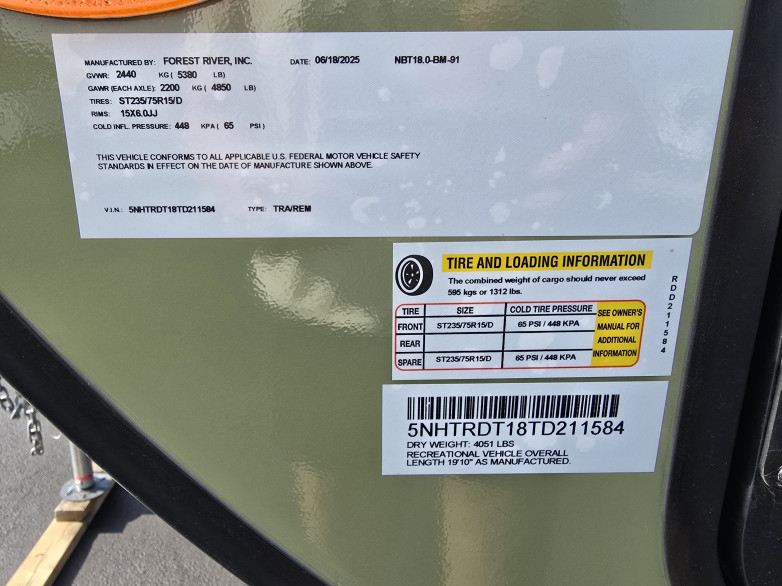 MANUFACTURED BY: FOREST RIVER, INC. DATE: 06/18/2025 NBT18.0-BM-91
GVWR: 2440 KG ( 5380 LB)
GAWR (EACH AXLE): 2200 KG ( 4850 LB)
TIRES: ST235/75R15/D
RIMS: 15X6.0JJ
COLD INFL. PRESSURE: 448 KPA ( 65 PSI )
THIS VEHICLE CONFORMS TO ALL APPLICABLE U.S. FEDERAL MOTOR VEHICLE SAFETY
STANDARDS IN EFFECT ON THE DATE OF MANUFACTURE SHOWN ABOVE.
V.I.N.: 5NHTRDT18TD211584 TYPE: TRA/REM
TIRE AND LOADING INFORMATION
The combined weight of cargo should never exceed
595 kgs or 1312 lbs.
TIRE SIZE COLD TIRE PRESSURE
FRONT ST235/75R15/D 65 PSI / 448 KPA
REAR
SPARE ST235/75R15/D 65 PSI / 448 KPA
SEE OWNER'S
MANUAL FOR
ADDITIONAL
INFORMATION
RDD211584
5NHTRDT18TD211584
DRY WEIGHT: 4051 LBS
RECREATIONAL VEHICLE OVERALL
LENGTH 19'10" AS MANUFACTURED.